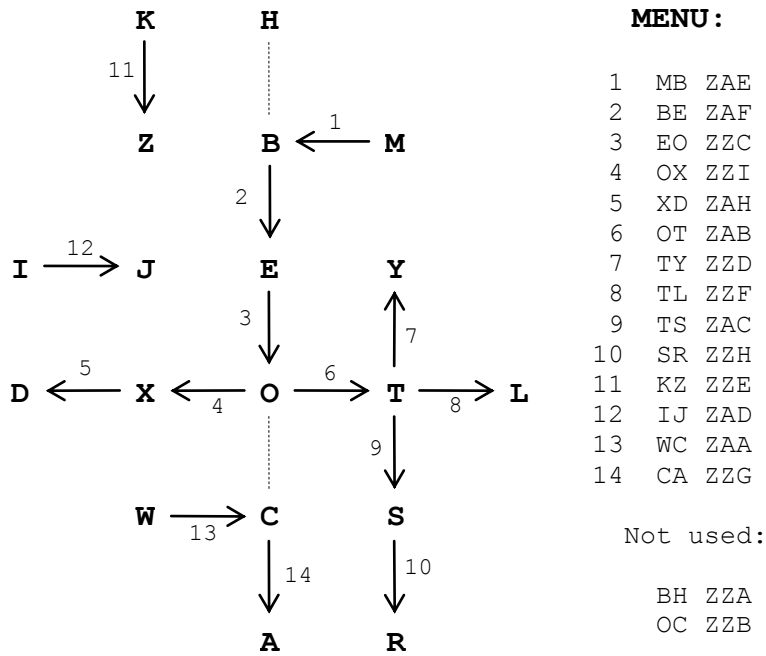 K H
11
Z B 1 M
2
I 12 J E Y
3 7
D 5 X 4 O 6 T 8 L
9
W 13 C S
14 10
A R
MENU:
1 MB ZAE
2 BE ZAF
3 EO ZZC
4 OX ZZI
5 XD ZAH
6 OT ZAB
7 TY ZZD
8 TL ZZF
9 TS ZAC
10 SR ZZH
11 KZ ZZE
12 IJ ZAD
13 WC ZAA
14 CA ZZG
Not used:
BH ZZA
OC ZZB